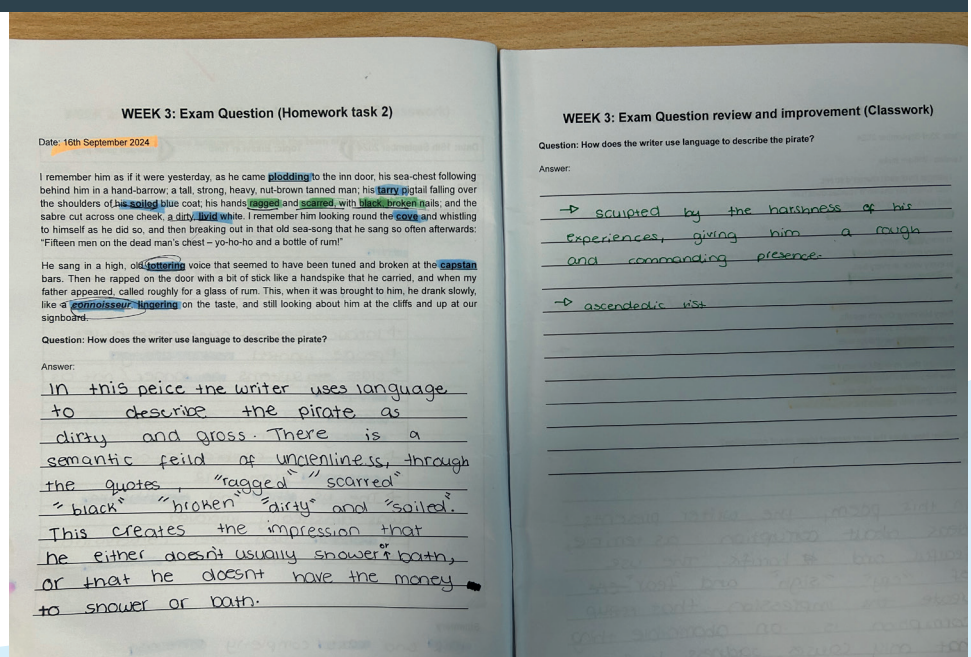 WEEK 3: Exam Question (Homework task 2)
Date: 16th September 2024
I remember him as if it were yesterday, as he came plodding to the inn door, his sea-chest following
behind him in a hand-barrow; a tall, strong, heavy, nut-brown tanned man; his tarry pigtail falling over
the shoulders of his soiled blue coat; his hands ragged and scarred, with black, broken nails; and the
sabre cut across one cheek, a dirty, livid white. I remember him looking round the cove and whistling
to himself as he did so, and then breaking out in that old sea-song that he sang so often afterwards:
“Fifteen men on the dead man’s chest – yo-ho-ho and a bottle of rum!”
He sang in a high, old tottering voice that seemed to have been tuned and broken at the capstan
bars. Then he rapped on the door with a bit of stick like a handspike that he carried, and when my
father appeared, called roughly for a glass of rum. This, when it was brought to him, he drank slowly,
like a connoisseur lingering on the taste, and still looking about him at the cliffs and up at our
signboard.
Question: How does the writer use language to describe the pirate?
Answer:
In this peice the writer uses language
to describe the pirate as
dirty and gross. There is a
semantic feild of unclenliness, through
the quotes, "ragged" "scarred"
"black" "broken" "dirty" and "soiled".
This creates the impression that
he either doesn't usually shower or bath,
or that he doesnt have the money
to shower or bath.
WEEK 3: Exam Question review and improvement (Classwork)
Question: How does the writer use language to describe the pirate?
Answer:
→ sculpted by the harshness of his
experiences, giving him a rough
and commanding presence.
→ ascendedic list